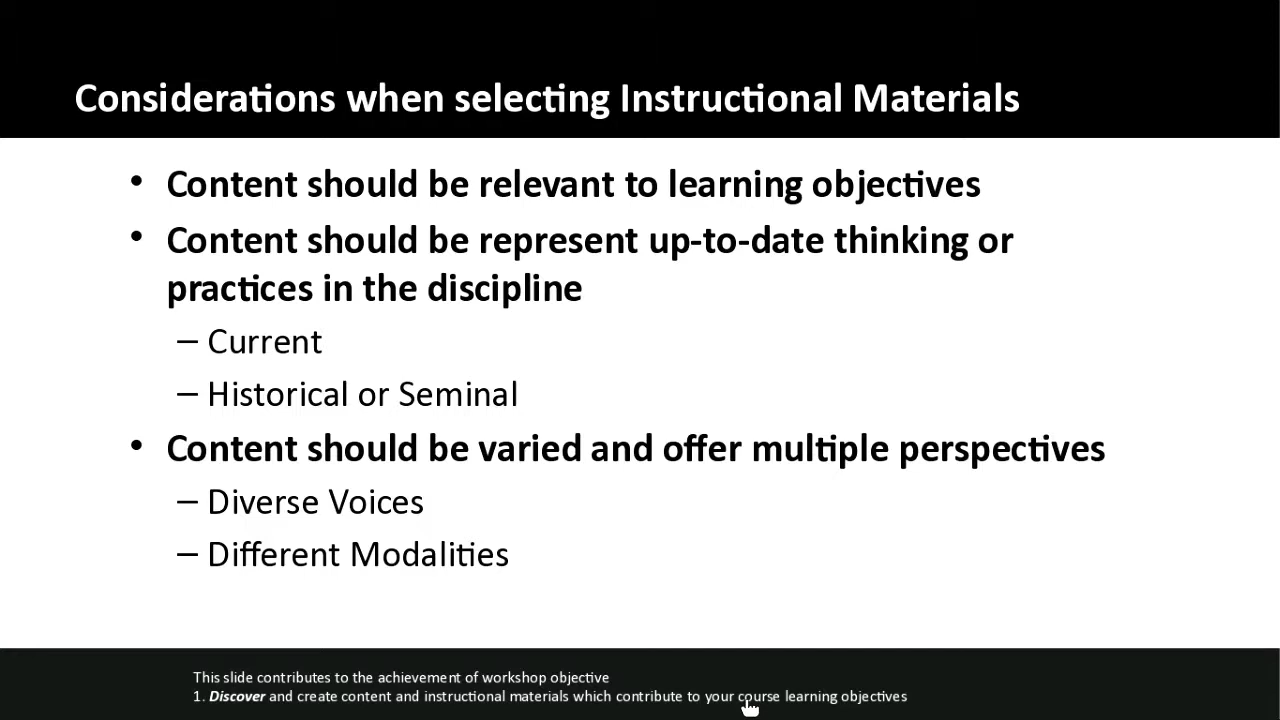 Considerations when selecting Instructional Materials
• Content should be relevant to learning objectives
• Content should be represent up-to-date thinking or
practices in the discipline
– Current
– Historical or Seminal
• Content should be varied and offer multiple perspectives
– Diverse Voices
– Different Modalities
This slide contributes to the achievement of workshop objective
1. Discover and create content and instructional materials which contribute to your course learning objectives